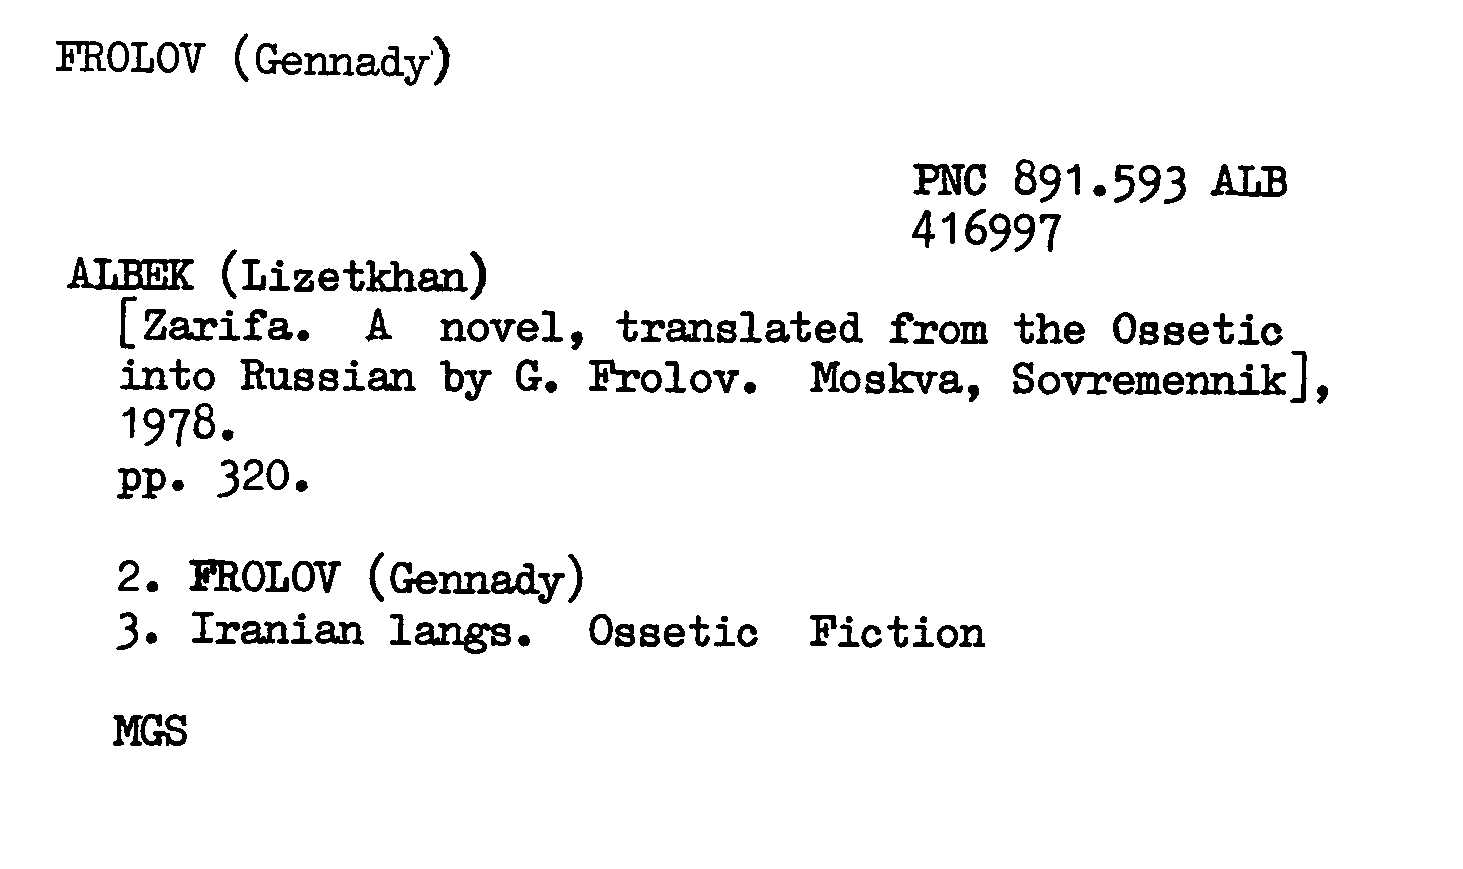 FROLOV (Gennady)
PNC 891.593 ALB
416997
ALBEK (Lizetkhan)
[Zarifa. A novel, translated from the Ossetic
into Russian by G. Frolov. Moskva, Sovremennik],
1978.
pp. 320.
2. FROLOV (Gennady)
3. Iranian langs. Ossetic Fiction
MGS